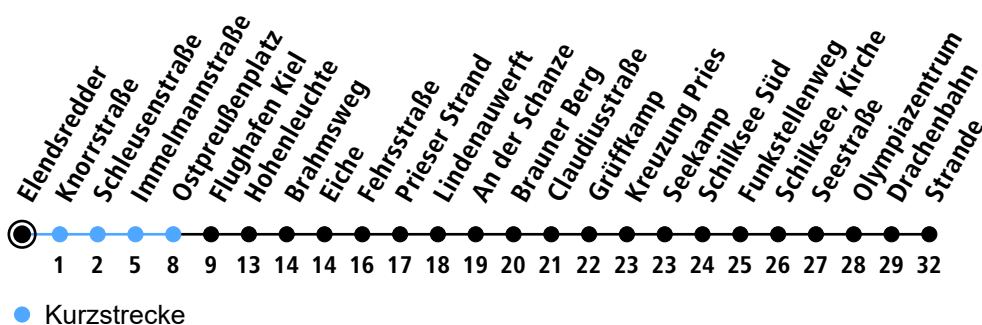 Elendsredder
Knorrstraße
Schleusenstraße
Immelmannstraße
Ostpreußenplatz
Flughafen Kiel
Hohenleuchte
Brahmsweg
Eiche
Fehrsstraße
Prieser Strand
Lindenauwerft
An der Schanze
Brauner Berg
Claudiusstraße
Grüffkamp
Kreuzung Pries
Seekamp
Schilksee Süd
Funkstellenweg
Schilksee, Kirche
Seestraße
Olympiazentrum
Drachenbahn
Strande
1 2 5 8 9 13 14 14 16 17 18 19 20 21 22 23 23 24 25 26 27 28 29 32
Kurzstrecke